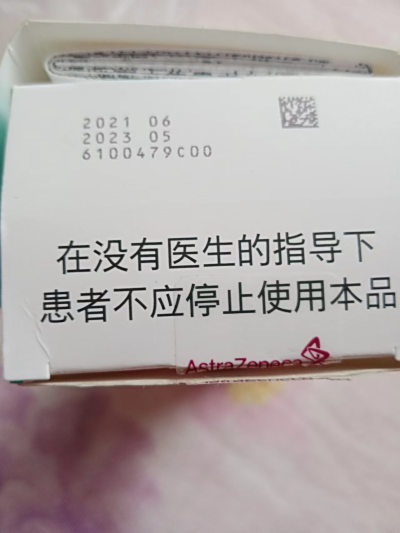 2021 06
2023 05
6100479C00
在没有医生的指导下
患者不应停止使用本品
AstraZeneca